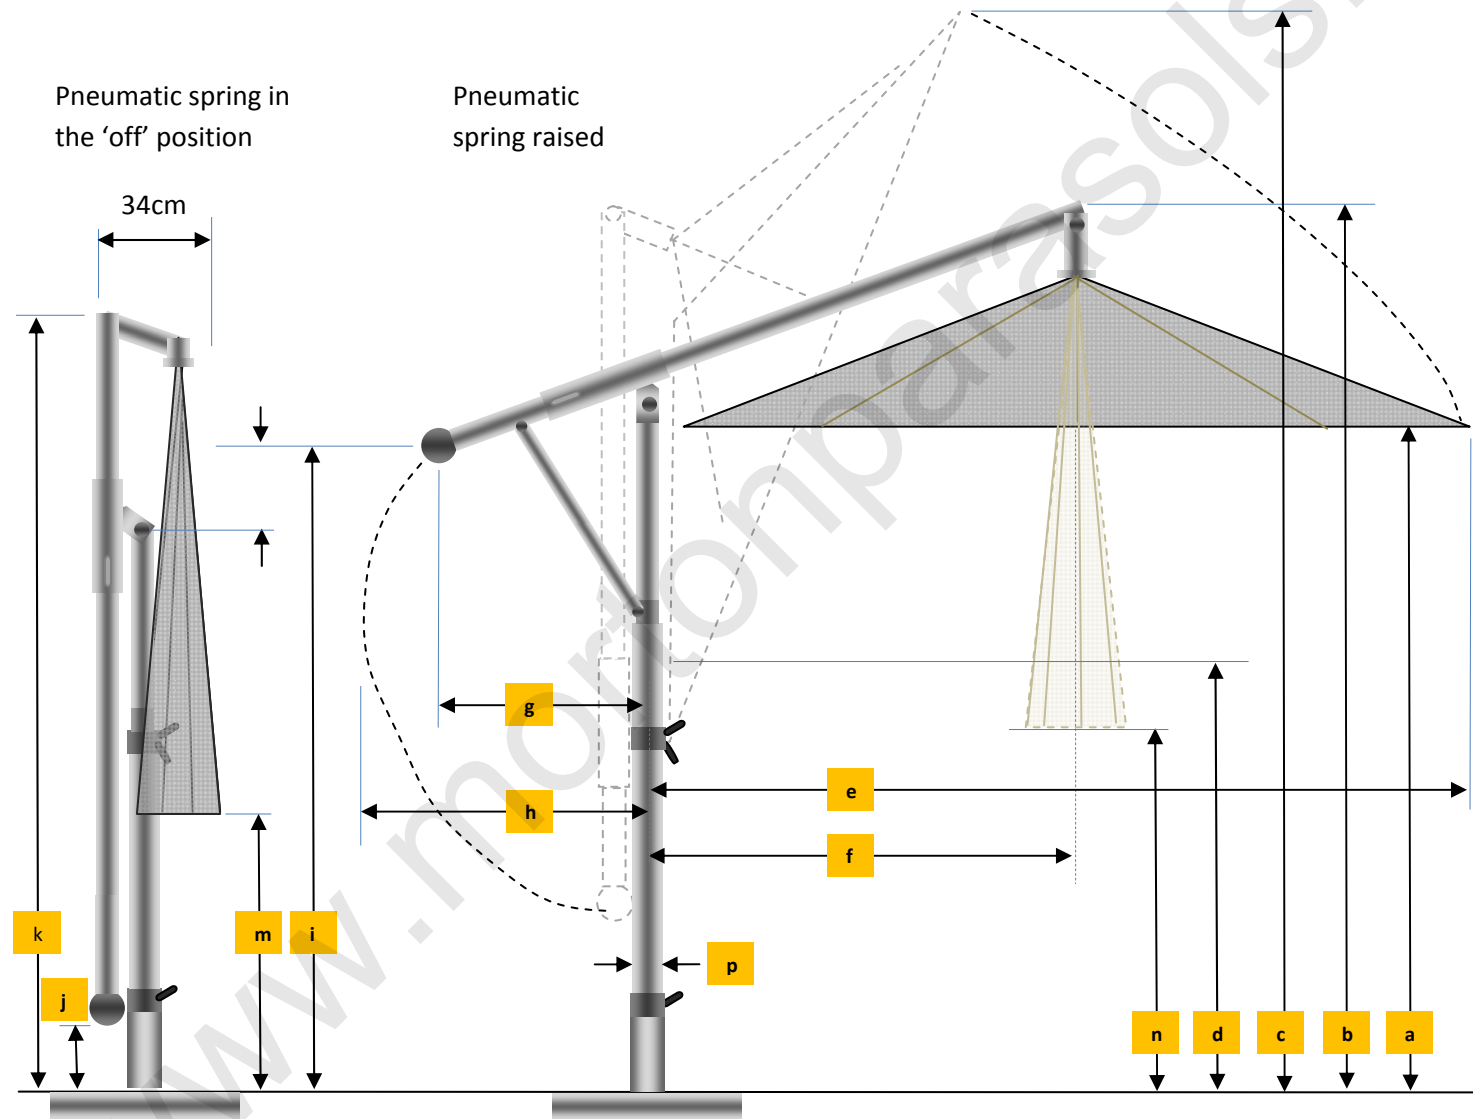 Pneumatic spring in
the ‘off’ position
Pneumatic
spring raised
34cm
g
e
h
f
k
m
i
p
j
n
d
c
b
a
www.mortonparasols.